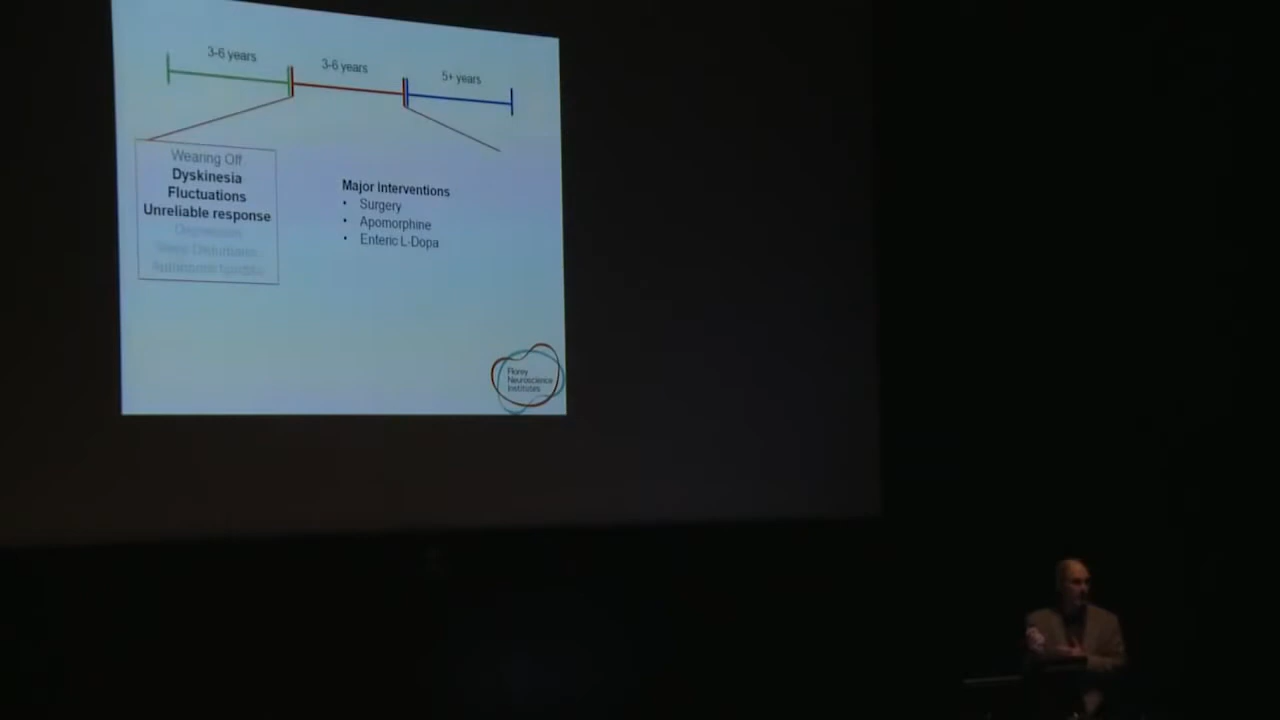 3-6 years
3-6 years
5+ years
Wearing Off
Dyskinesia
Fluctuations
Unreliable response
Depression
Major Interventions
• Surgery
• Apomorphine
• Enteric L-Dopa
Florey
Neuroscience
Institutes